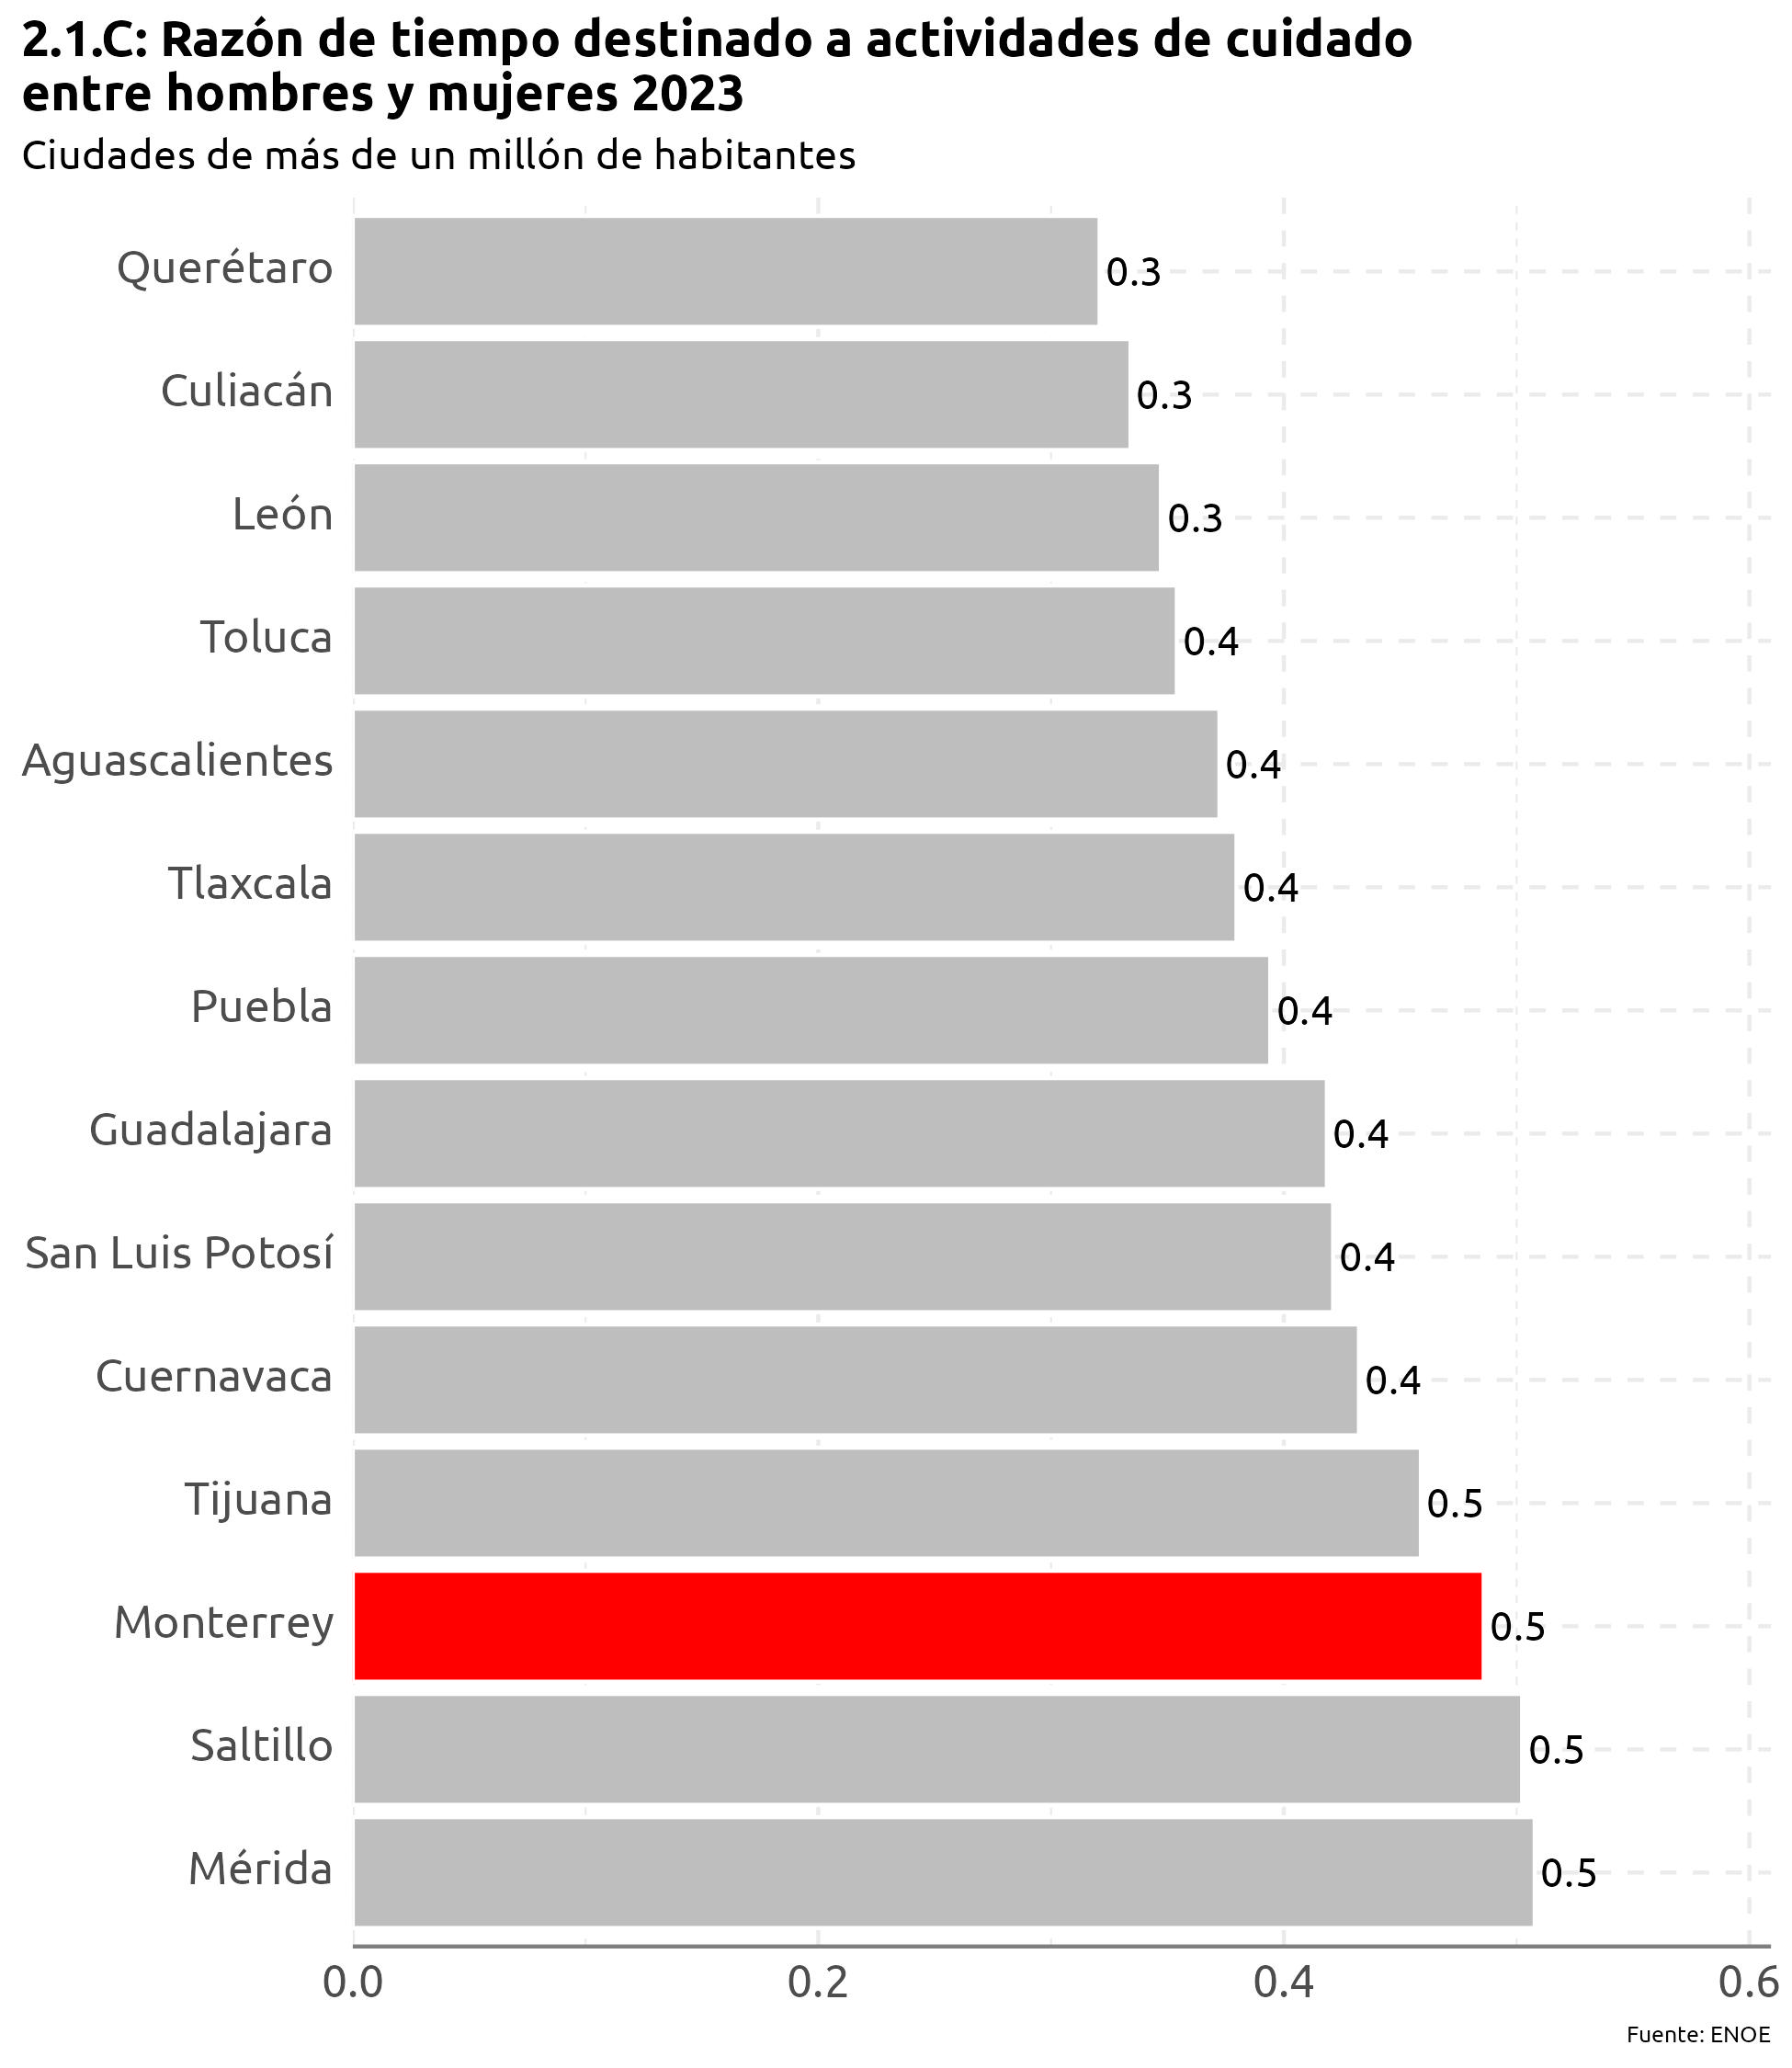 2.1.C: Razón de tiempo destinado a actividades de cuidado
entre hombres y mujeres 2023
Ciudades de más de un millón de habitantes
Querétaro 0.3
Culiacán 0.3
León 0.3
Toluca 0.4
Aguascalientes 0.4
Tlaxcala 0.4
Puebla 0.4
Guadalajara 0.4
San Luis Potosí 0.4
Cuernavaca 0.4
Tijuana 0.5
Monterrey 0.5
Saltillo 0.5
Mérida 0.5
0.0 0.2 0.4 0.6
Fuente: ENOE